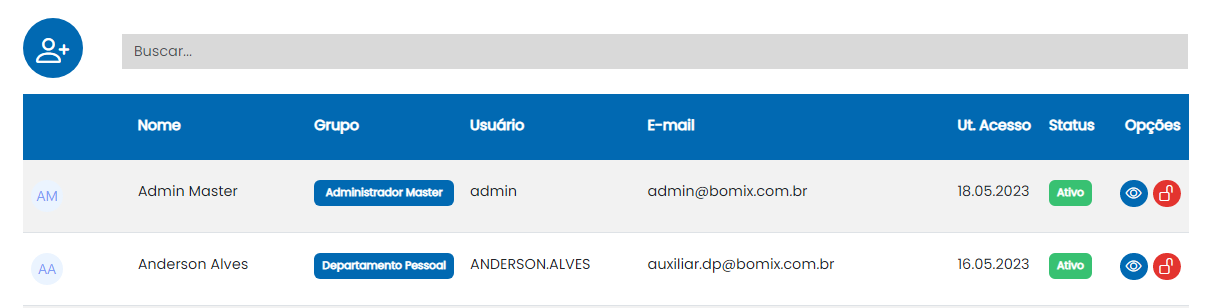 Buscar...
Nome Grupo Usuário E-mail Ut. Acesso Status Opções
AM Admin Master Administrador Master admin admin@bomix.com.br 18.05.2023 Ativo
AA Anderson Alves Departamento Pessoal ANDERSON.ALVES auxiliar.dp@bomix.com.br 16.05.2023 Ativo